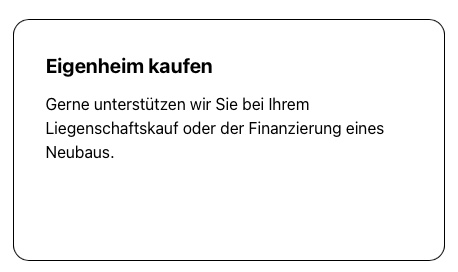 Eigenheim kaufen
Gerne unterstützen wir Sie bei Ihrem
Liegenschaftskauf oder der Finanzierung eines
Neubaus.